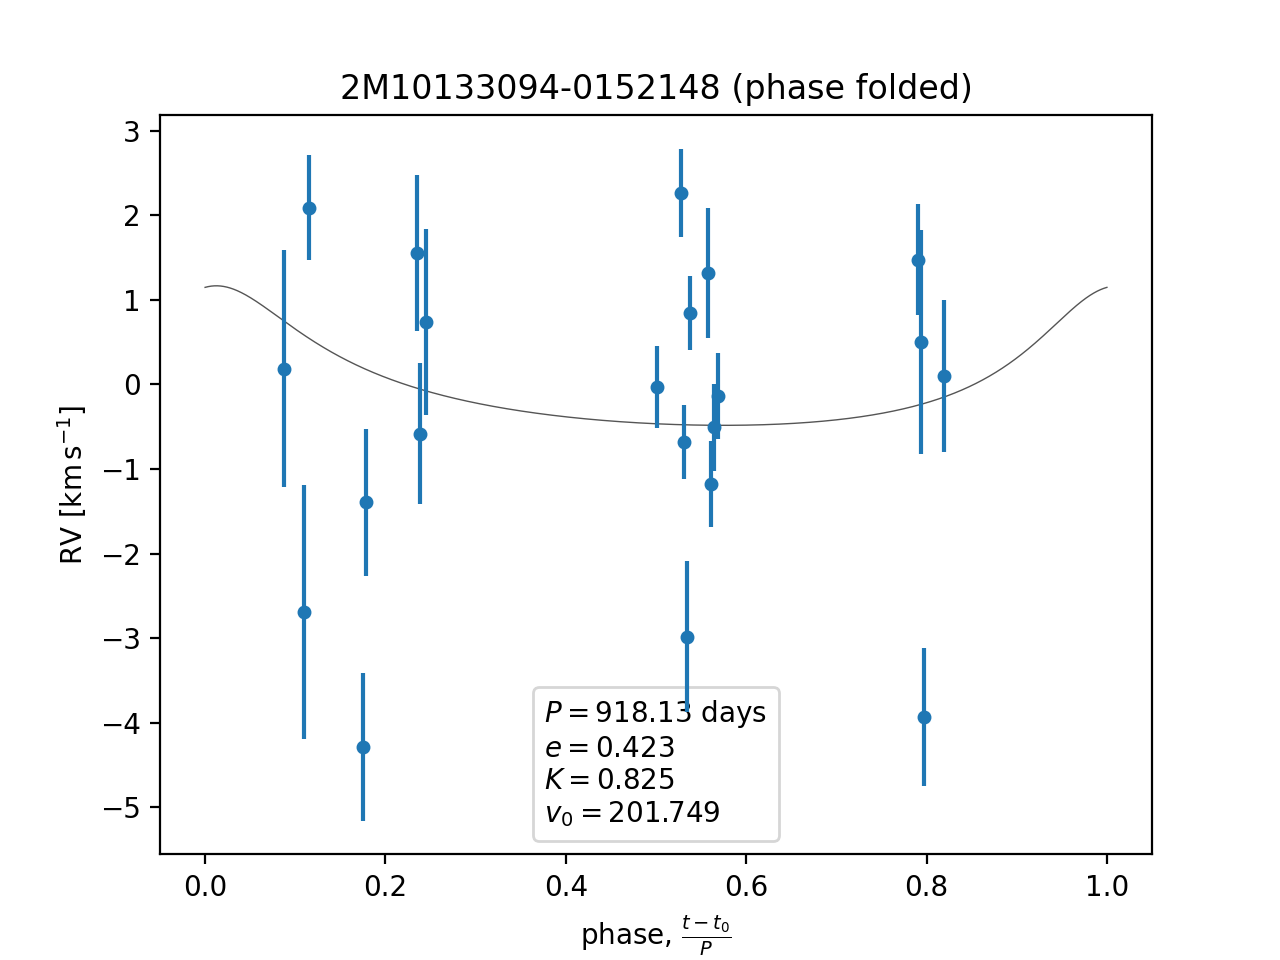 2M10133094-0152148 (phase folded)
3
2
1
0
−1
−2
−3
−4
−5
RV [km s⁻¹]
P = 918.13 days
e = 0.423
K = 0.825
v₀ = 201.749
0.0 0.2 0.4 0.6 0.8 1.0
phase, (t − t₀)/P